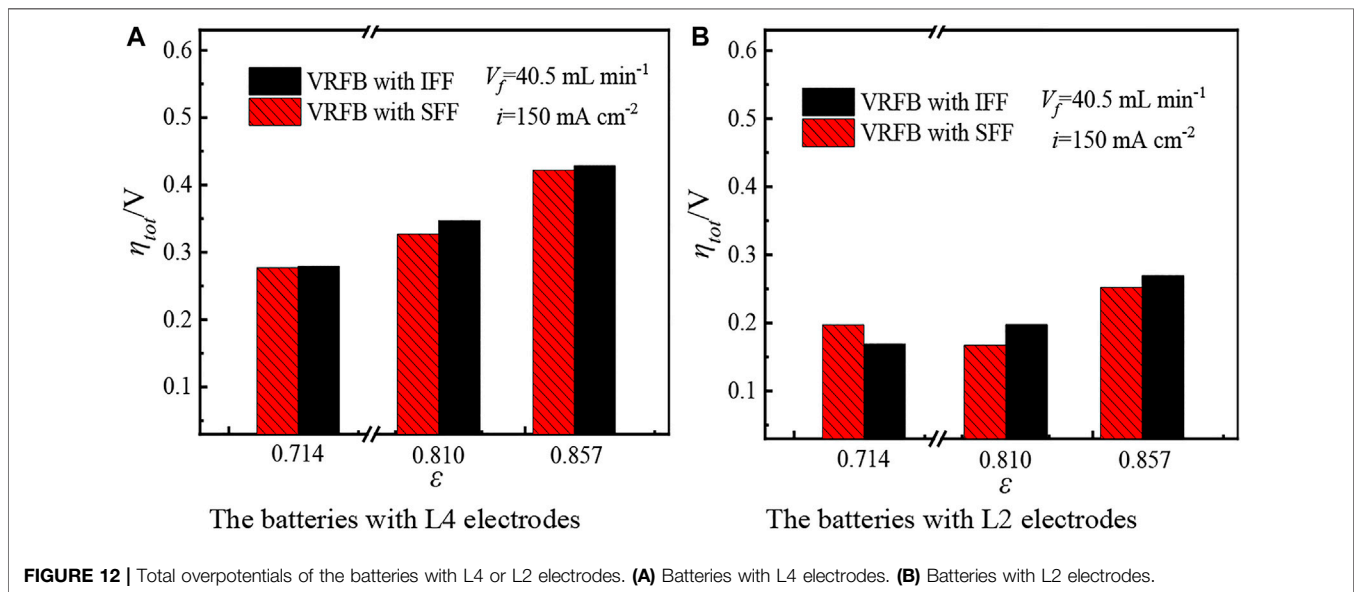 A
0.6
0.5
0.4
0.3
0.2
0.1
η_tot/V
VRFB with IFF
VRFB with SFF
V_f=40.5 mL min⁻¹
i=150 mA cm⁻²
0.714 0.810 0.857
ε
The batteries with L4 electrodes
B
0.6
0.5
0.4
0.3
0.2
0.1
η_tot/V
VRFB with IFF
VRFB with SFF
V_f=40.5 mL min⁻¹
i=150 mA cm⁻²
0.714 0.810 0.857
ε
The batteries with L2 electrodes
FIGURE 12 | Total overpotentials of the batteries with L4 or L2 electrodes. (A) Batteries with L4 electrodes. (B) Batteries with L2 electrodes.